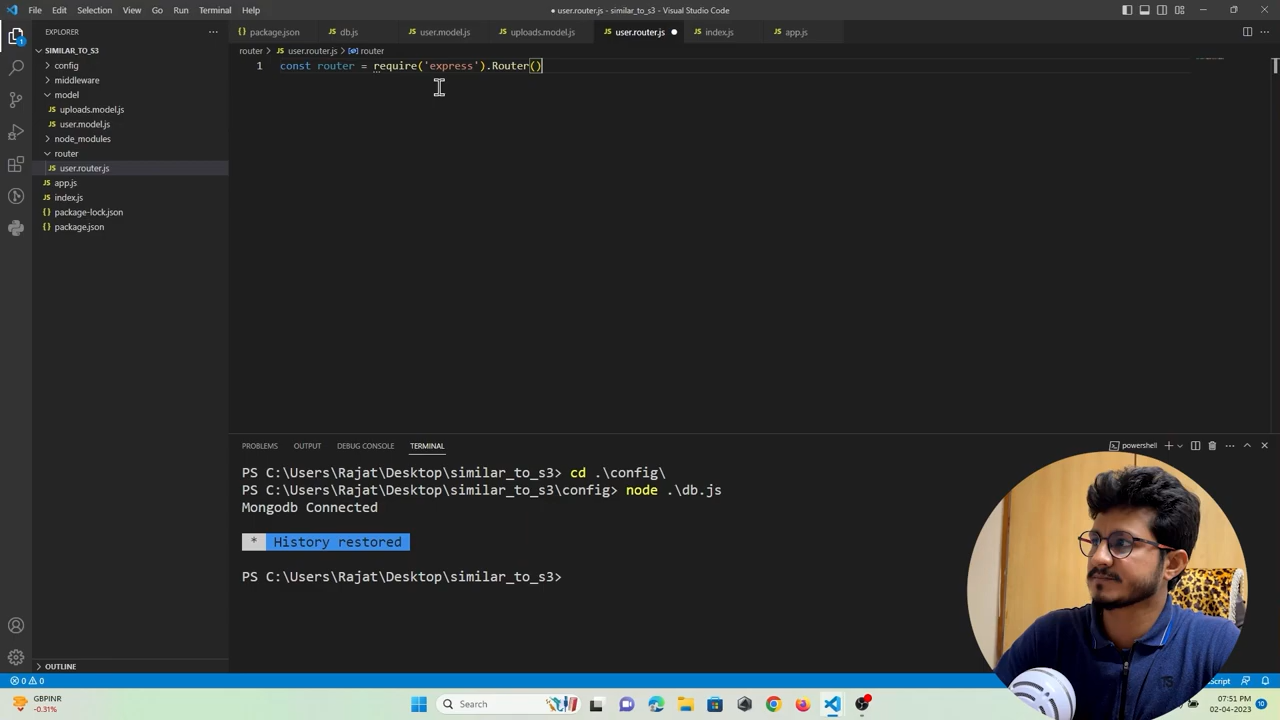 File Edit Selection View Go Run Terminal Help
● user.router.js - similar_to_s3 - Visual Studio Code
EXPLORER
SIMILAR_TO_S3
config
middleware
model
uploads.model.js
user.model.js
node_modules
router
user.router.js
app.js
index.js
package-lock.json
package.json
OUTLINE
package.json db.js user.model.js uploads.model.js user.router.js index.js app.js
router > user.router.js > router
1 const router = require('express').Router()
PROBLEMS OUTPUT DEBUG CONSOLE TERMINAL
powershell
PS C:\Users\Rajat\Desktop\similar_to_s3> cd .\config\
PS C:\Users\Rajat\Desktop\similar_to_s3\config> node .\db.js
Mongodb Connected
* History restored
PS C:\Users\Rajat\Desktop\similar_to_s3>
0 0
GBPINR
-0.31%
Search
07:51 PM
02-04-2023
10